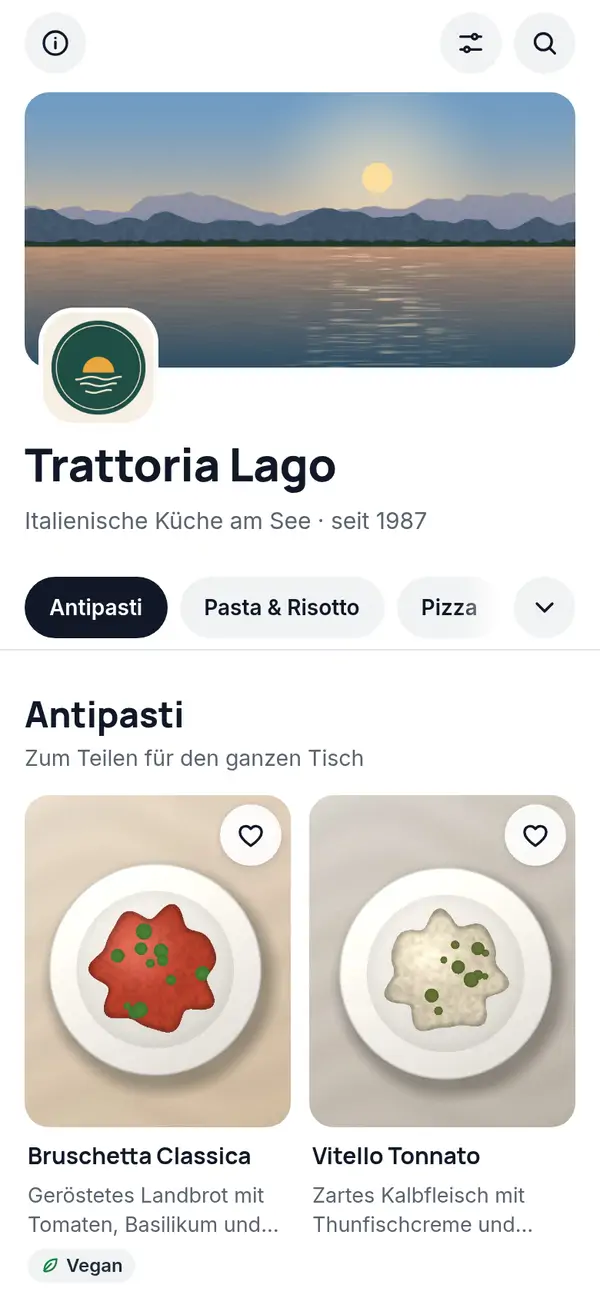 Trattoria Lago
Italienische Küche am See · seit 1987
Antipasti
Pasta & Risotto
Pizza
Antipasti
Zum Teilen für den ganzen Tisch
Bruschetta Classica
Geröstetes Landbrot mit
Tomaten, Basilikum und...
Vegan
Vitello Tonnato
Zartes Kalbfleisch mit
Thunfischcreme und...